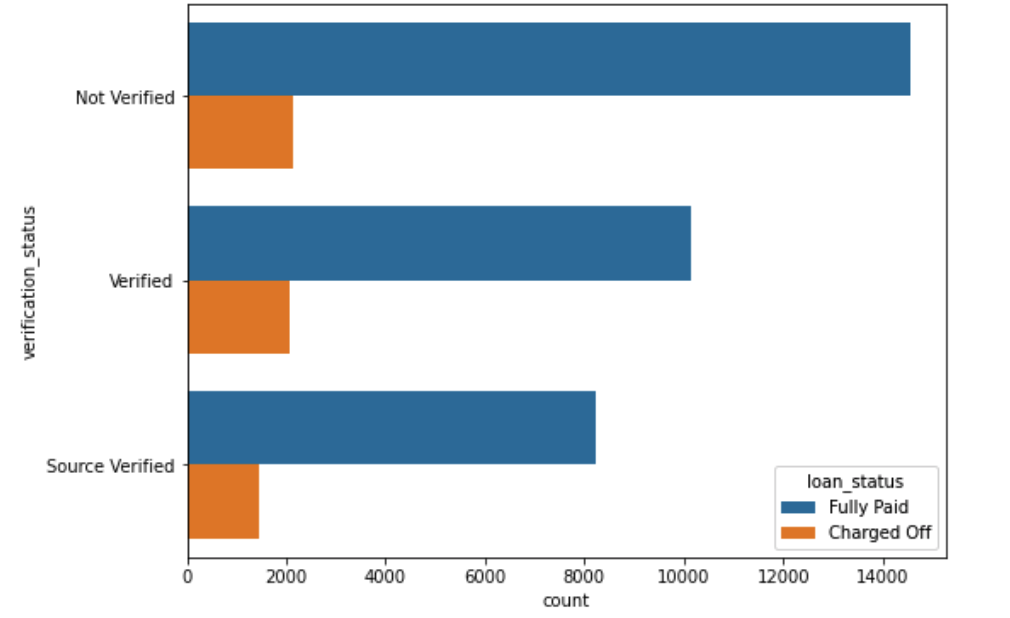 verification_status
Not Verified
Verified
Source Verified
loan_status
Fully Paid
Charged Off
0 2000 4000 6000 8000 10000 12000 14000
count